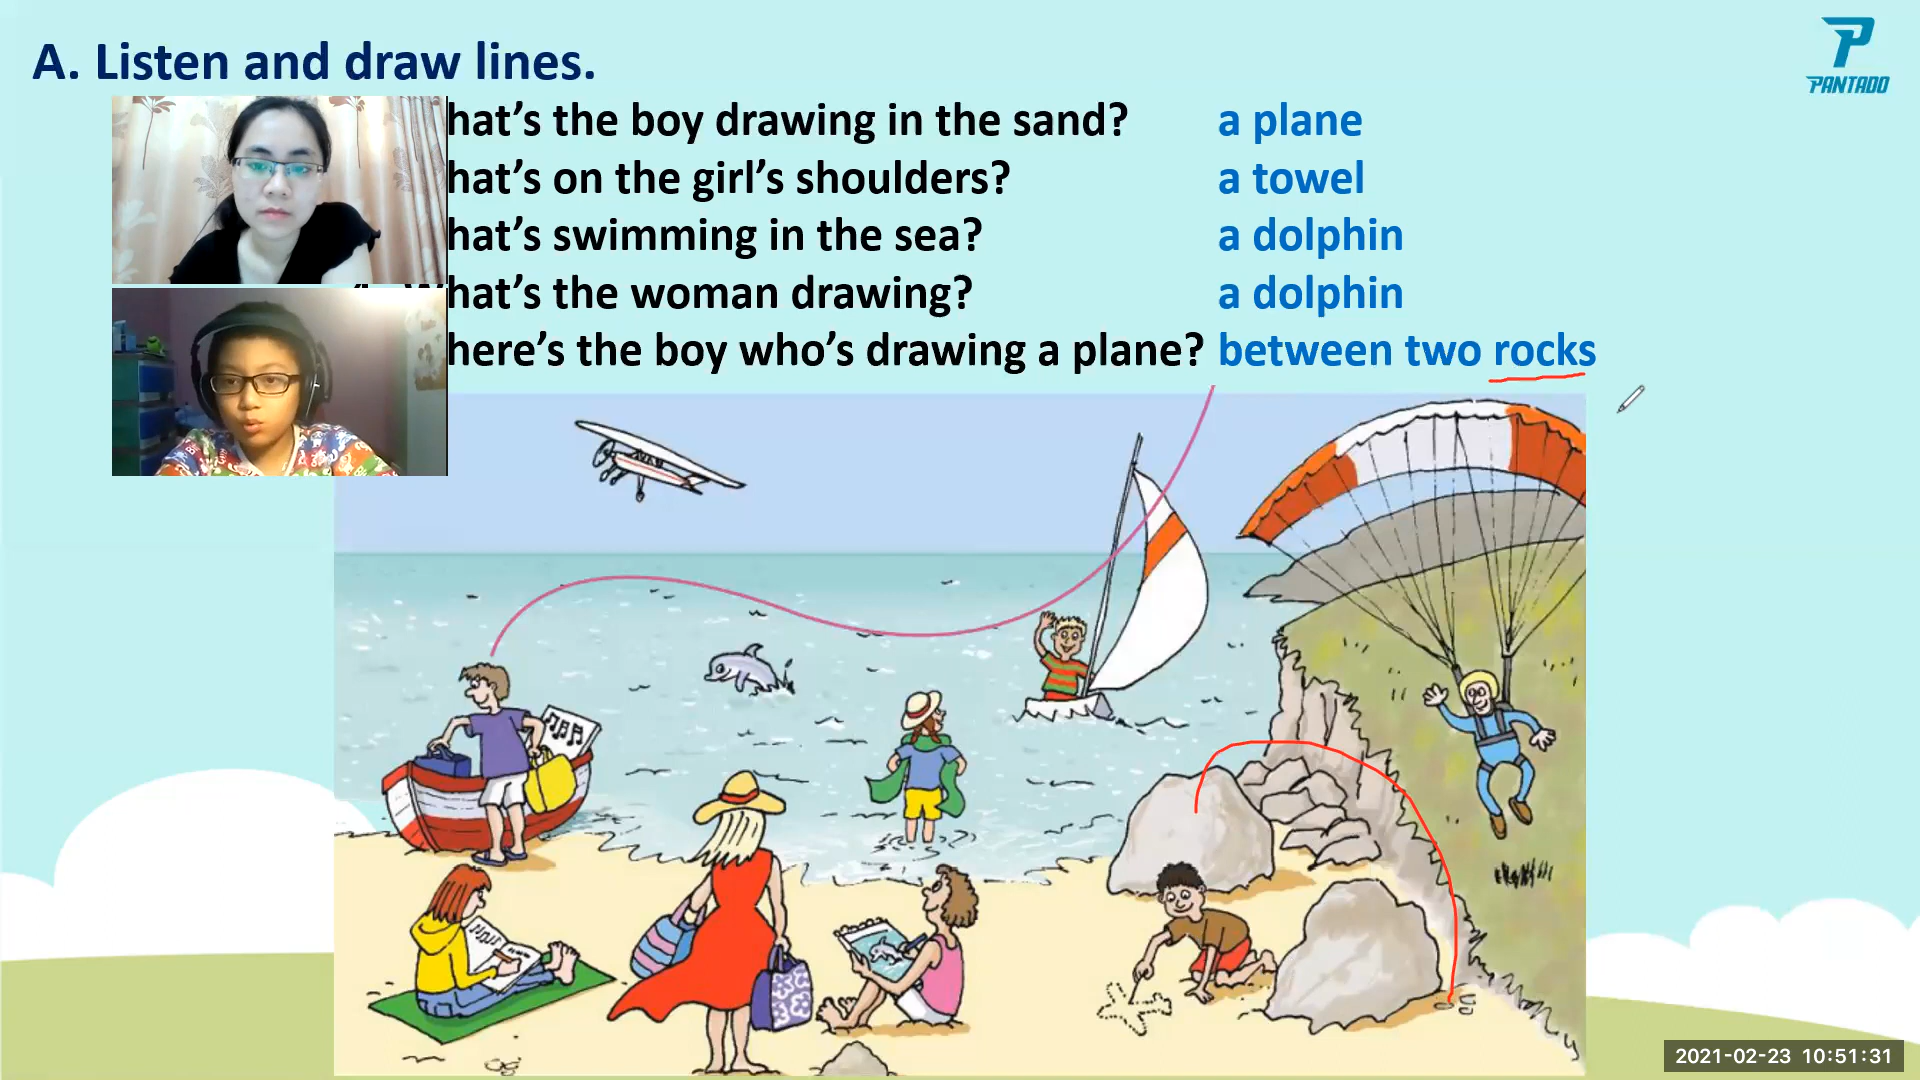 A. Listen and draw lines.
PANTADO
hat's the boy drawing in the sand? a plane
hat's on the girl's shoulders? a towel
hat's swimming in the sea? a dolphin
hat's the woman drawing? a dolphin
here's the boy who's drawing a plane? between two rocks
2021-02-23 10:51:31